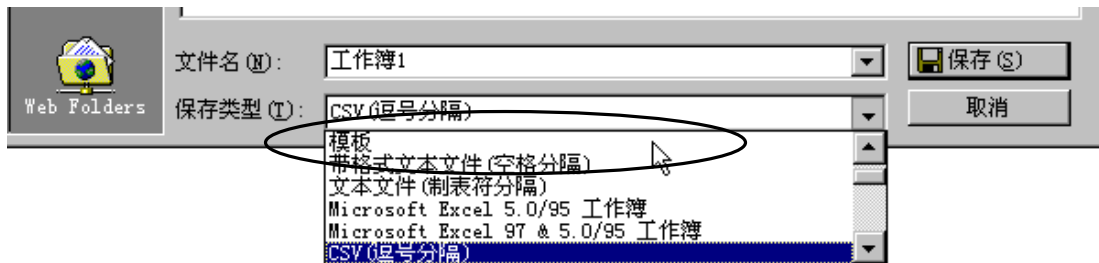 文件名(N): 工作簿1 保存(S)
Web Folders 保存类型(T): CSV(逗号分隔) 取消
模板
带格式文本文件(空格分隔)
文本文件(制表符分隔)
Microsoft Excel 5.0/95 工作簿
Microsoft Excel 97 & 5.0/95 工作簿
CSV(逗号分隔)